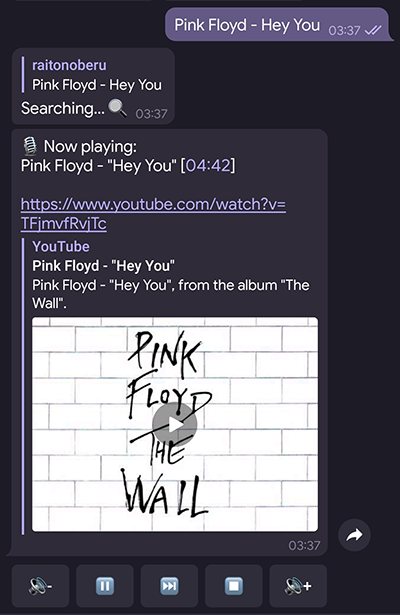 Pink Floyd - Hey You 03:37
raitonoberu
Pink Floyd - Hey You
Searching... 🔍 03:37
🎙 Now playing:
Pink Floyd - "Hey You" [04:42]
https://www.youtube.com/watch?v=
TFjmvfRvjTc
YouTube
Pink Floyd - "Hey You"
Pink Floyd - "Hey You", from the album "The
Wall".
PINK
FLOYD
THE
WALL
03:37
🔊- ⏸ ⏭ ⏹ 🔊+